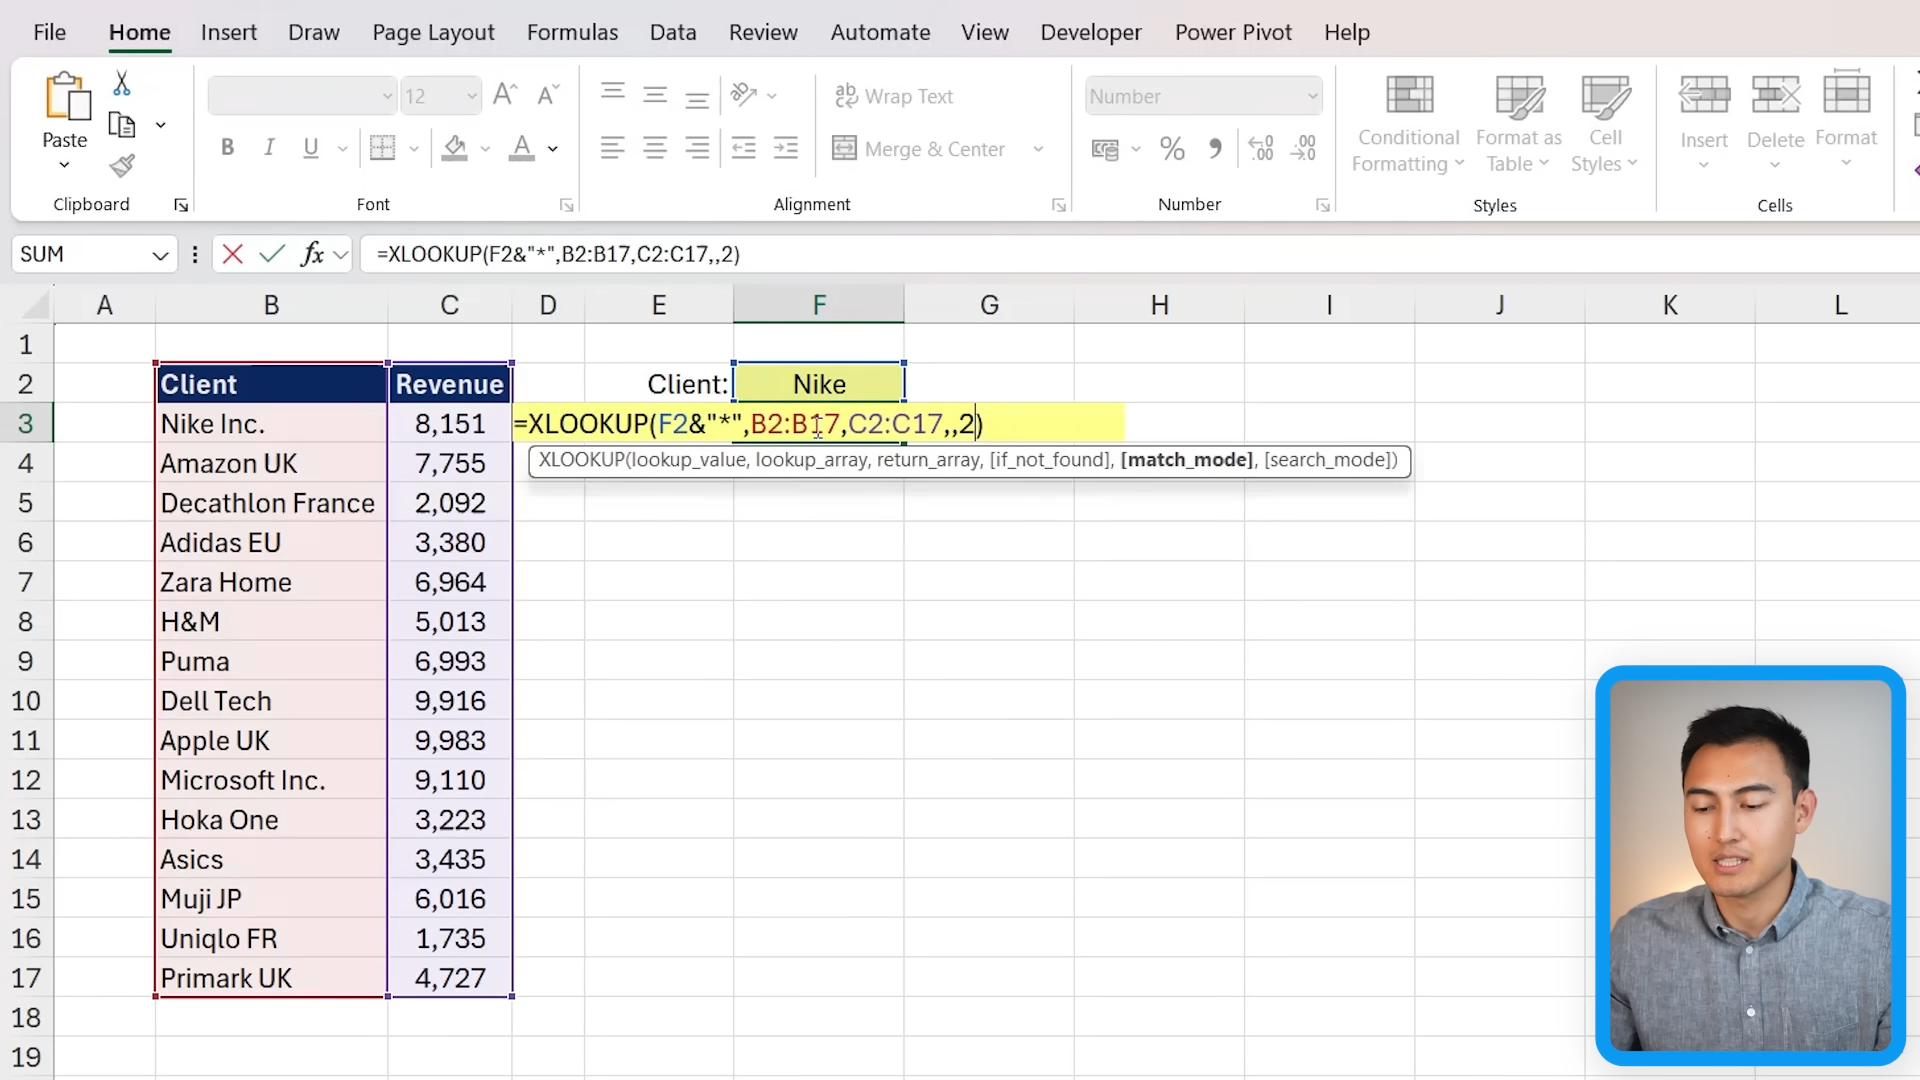 File Home Insert Draw Page Layout Formulas Data Review Automate View Developer Power Pivot Help
12 Wrap Text Number
Paste Conditional Formatting Format as Table Cell Styles Insert Delete Format
B I U A Merge & Center % 9
Clipboard Font Alignment Number Styles Cells
SUM fx =XLOOKUP(F2&"*",B2:B17,C2:C17,,2)
A B C D E F G H I J K L
1
2 Client Revenue Client: Nike
3 Nike Inc. 8,151 =XLOOKUP(F2&"*",B2:B17,C2:C17,,2)
XLOOKUP(lookup_value, lookup_array, return_array, [if_not_found], [match_mode], [search_mode])
4 Amazon UK 7,755
5 Decathlon France 2,092
6 Adidas EU 3,380
7 Zara Home 6,964
8 H&M 5,013
9 Puma 6,993
10 Dell Tech 9,916
11 Apple UK 9,983
12 Microsoft Inc. 9,110
13 Hoka One 3,223
14 Asics 3,435
15 Muji JP 6,016
16 Uniqlo FR 1,735
17 Primark UK 4,727
18
19